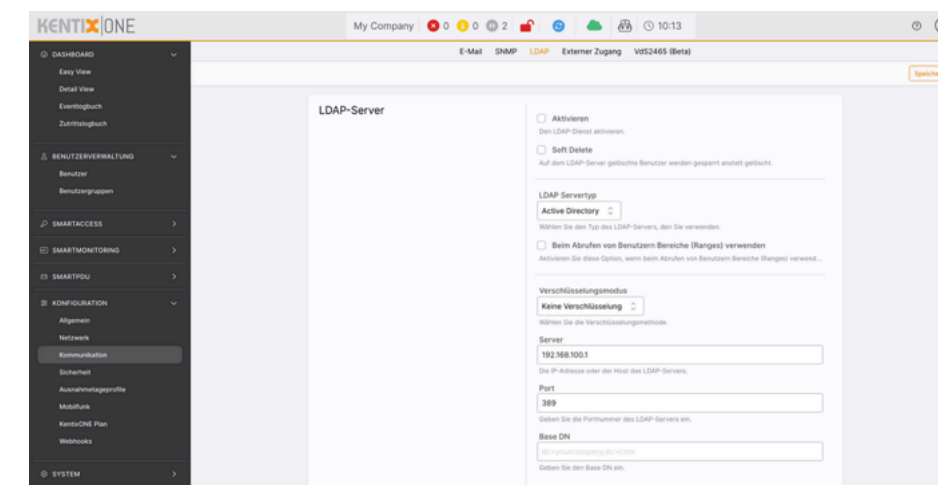 KENTIXONE
My Company 0 0 2 10:13
E-Mail SNMP LDAP Externer Zugang VdS2465 (Beta)
Speiche
DASHBOARD
Easy View
Detail View
Eventlogbuch
Zutrittslogbuch
BENUTZERVERWALTUNG
Benutzer
Benutzergruppen
SMARTACCESS
SMARTMONITORING
SMARTPDU
KONFIGURATION
Allgemein
Netzwerk
Kommunikation
Sicherheit
Ausnahmetageprofile
Mobilfunk
KentixONE Plan
Webhooks
SYSTEM
LDAP-Server
Aktivieren
Den LDAP-Dienst aktivieren.
Soft Delete
Auf dem LDAP-Server gelöschte Benutzer werden gesperrt anstatt gelöscht.
LDAP Servertyp
Active Directory
Wählen Sie den Typ des LDAP-Servers, den Sie verwenden.
Beim Abrufen von Benutzern Bereiche (Ranges) verwenden
Aktivieren Sie diese Option, wenn beim Abrufen von Benutzern Bereiche (Ranges) verwend...
Verschlüsselungsmodus
Keine Verschlüsselung
Wählen Sie die Verschlüsselungsmethode.
Server
192.168.100.1
Die IP-Adresse oder der Host des LDAP-Servers.
Port
389
Geben Sie die Portnummer des LDAP-Servers ein.
Base DN
dc=yourcompany,dc=com
Geben Sie den Base DN ein.